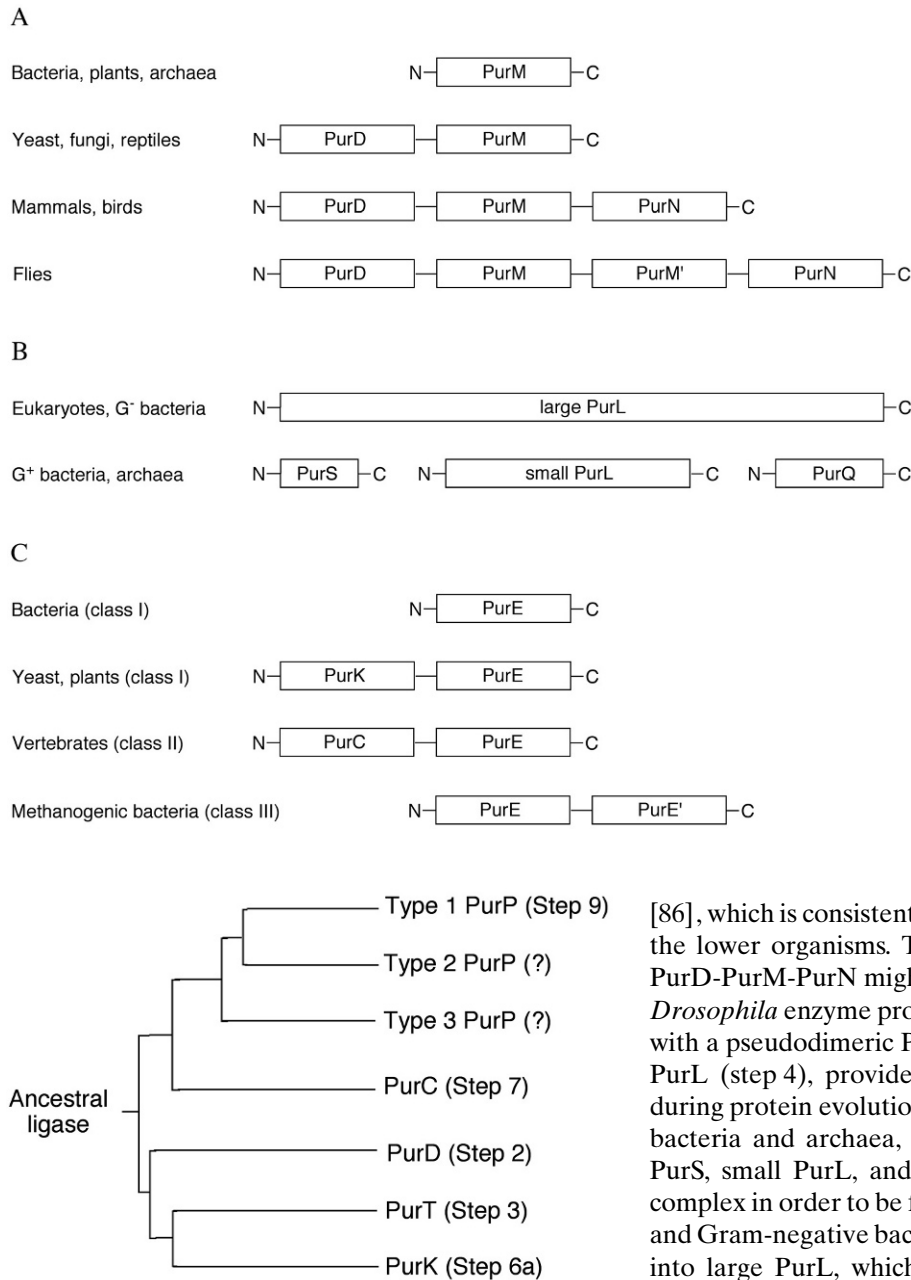 A
Bacteria, plants, archaea N PurM C
Yeast, fungi, reptiles N PurD PurM C
Mammals, birds N PurD PurM PurN C
Flies N PurD PurM PurM' PurN C
B
Eukaryotes, G- bacteria N large PurL C
G+ bacteria, archaea N PurS C N small PurL C N PurQ C
C
Bacteria (class I) N PurE C
Yeast, plants (class I) N PurK PurE C
Vertebrates (class II) N PurC PurE C
Methanogenic bacteria (class III) N PurE PurE' C
Type 1 PurP (Step 9)
Type 2 PurP (?)
Type 3 PurP (?)
PurC (Step 7)
Ancestral
ligase
PurD (Step 2)
PurT (Step 3)
PurK (Step 6a)
[86], which is consistent
the lower organisms. T
PurD-PurM-PurN migh
Drosophila enzyme pro
with a pseudodimeric P
PurL (step 4), provide
during protein evolution
bacteria and archaea,
PurS, small PurL, and
complex in order to be f
and Gram-negative bac
into large PurL, which